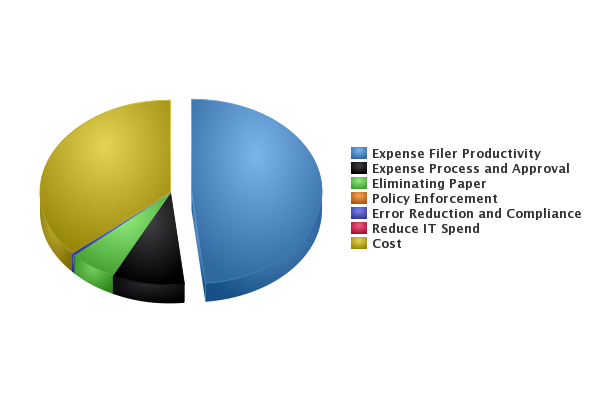 Expense Filer Productivity
Expense Process and Approval
Eliminating Paper
Policy Enforcement
Error Reduction and Compliance
Reduce IT Spend
Cost